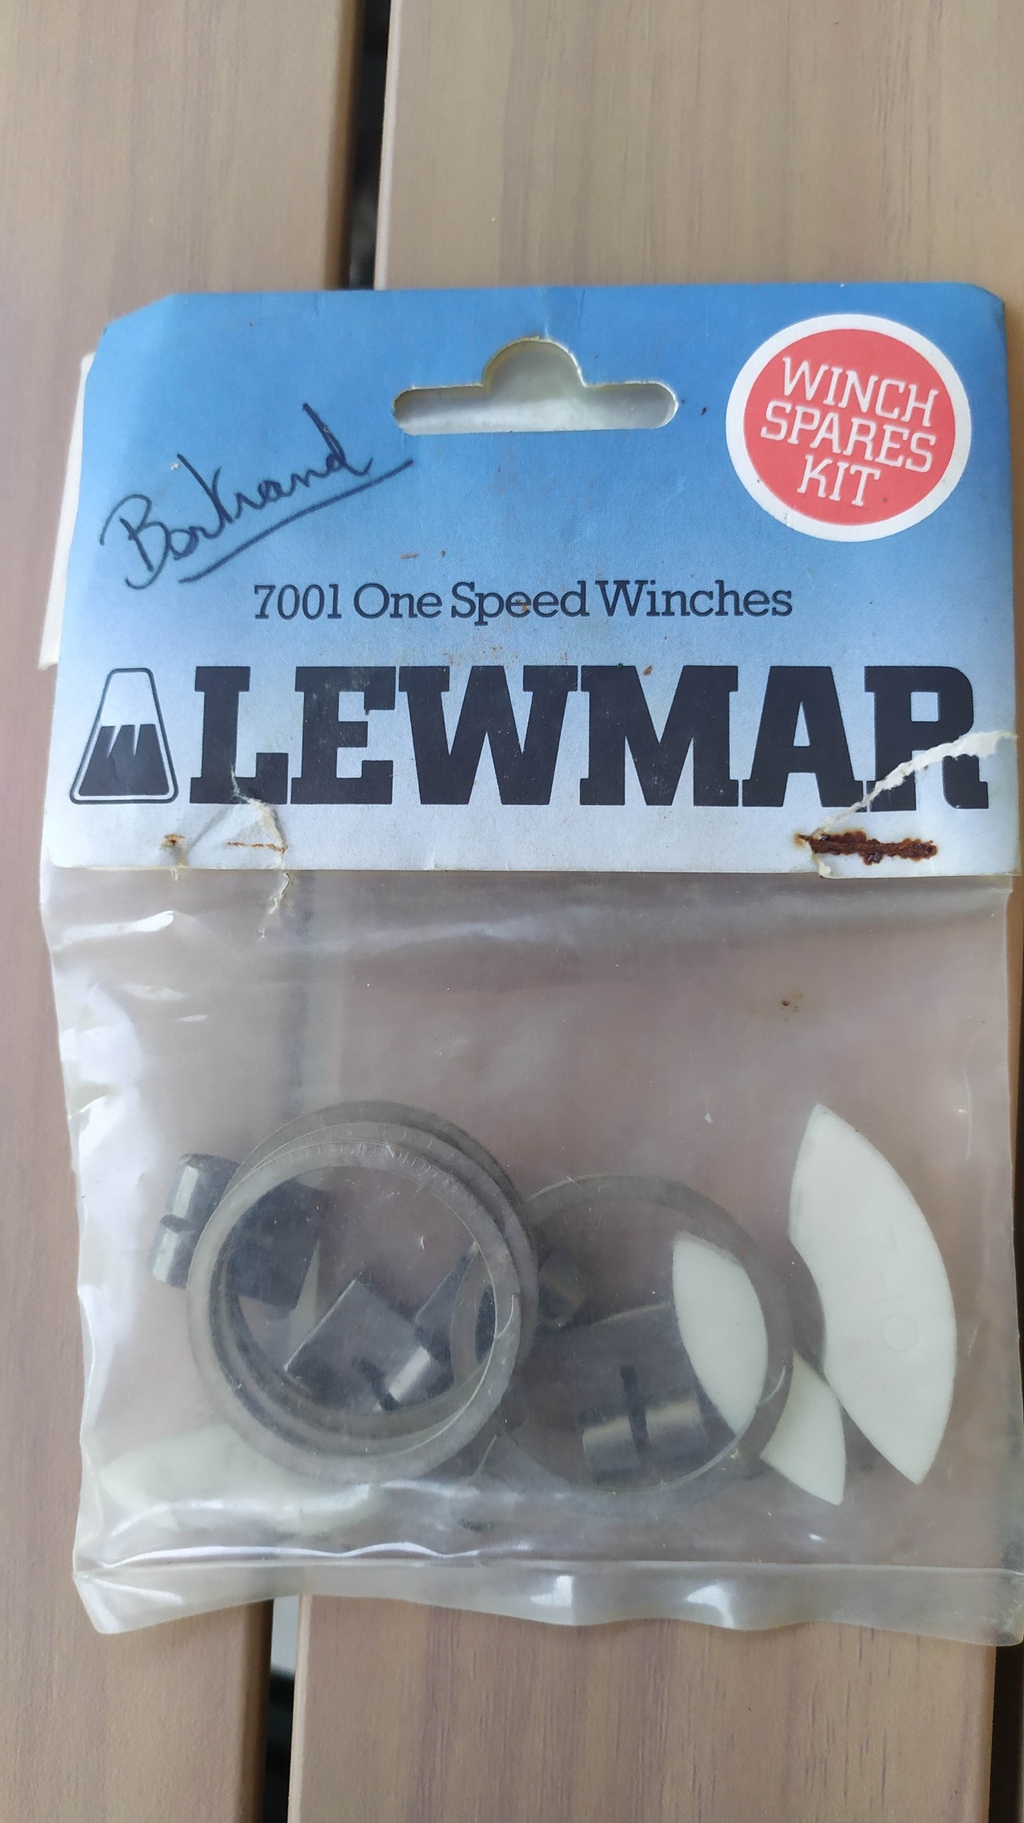 WINCH
SPARES
KIT
Bertrand
7001 One Speed Winches
LEWMAR